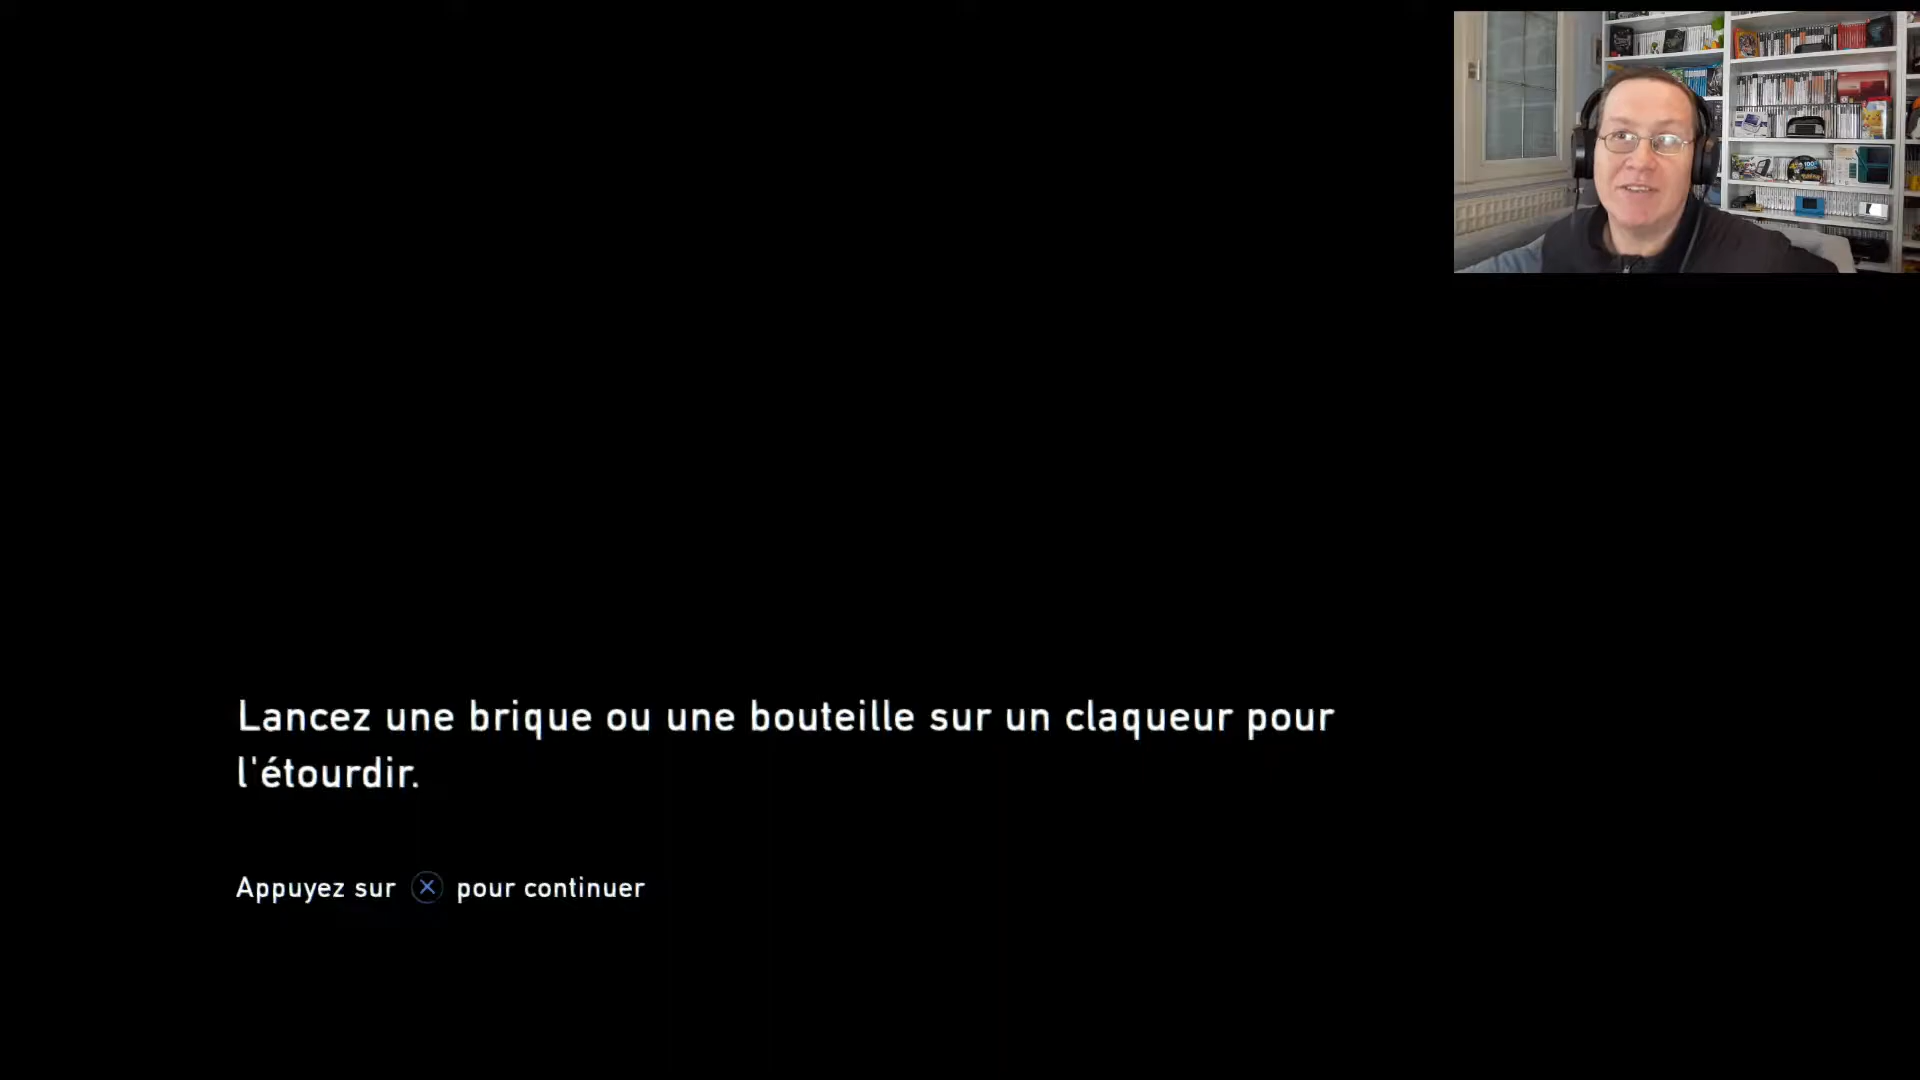 Lancez une brique ou une bouteille sur un claqueur pour
l'étourdir.
Appuyez sur ⓧ pour continuer